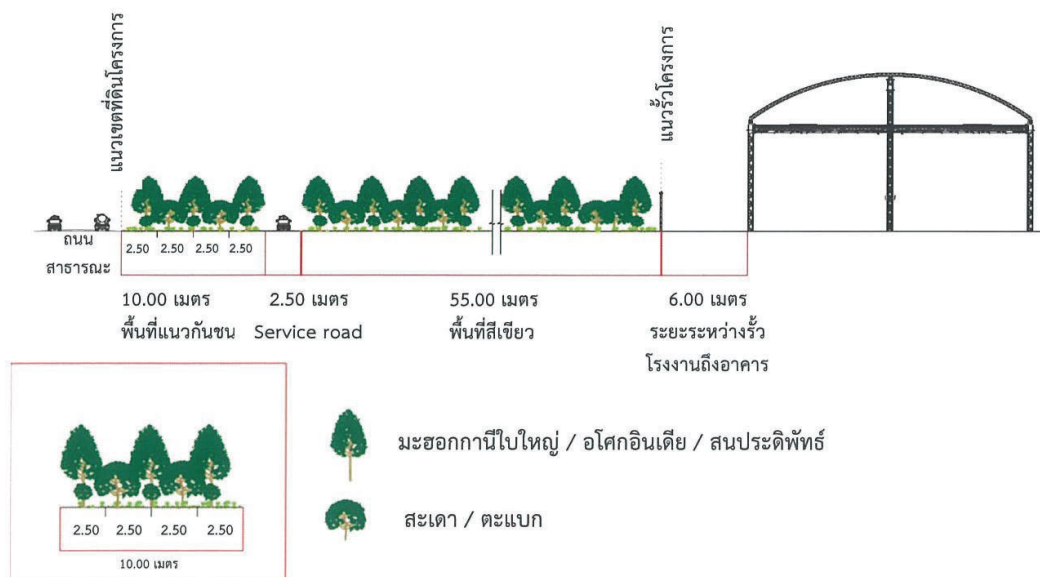 แนวเขตที่ดินโครงการ
แนวรั้วโครงการ
ถนน
สาธารณะ
2.50 2.50 2.50 2.50
10.00 เมตร 2.50 เมตร 55.00 เมตร 6.00 เมตร
พื้นที่แนวกันชน Service road พื้นที่สีเขียว ระยะระหว่างรั้ว
โรงงานถึงอาคาร
มะฮอกกานีใบใหญ่ / อโศกอินเดีย / สนประดิพัทธ์
สะเดา / ตะแบก
2.50 2.50 2.50 2.50
10.00 เมตร